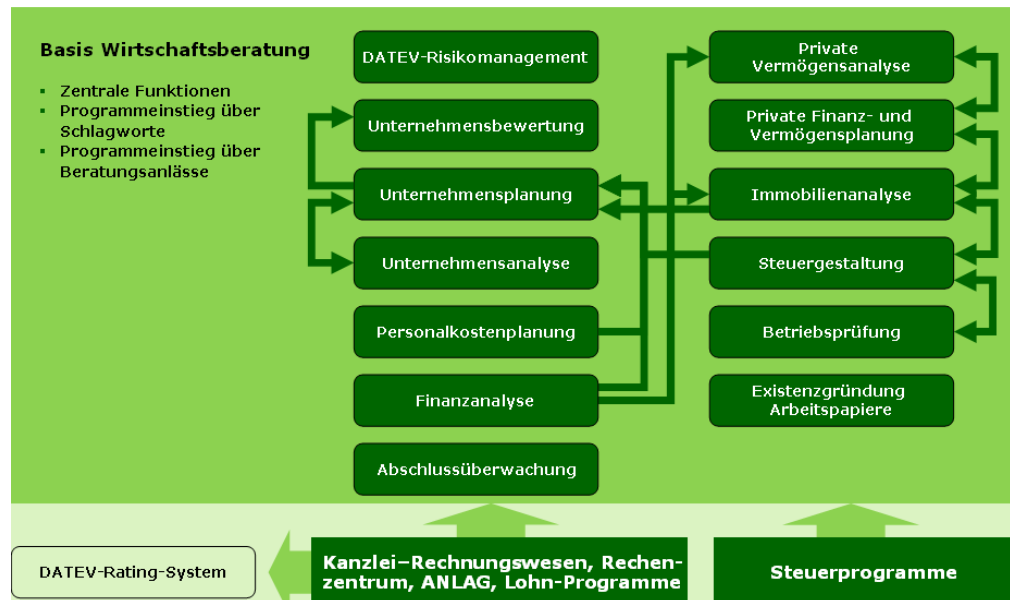 Basis Wirtschaftsberatung
▪ Zentrale Funktionen
▪ Programmeinstieg über
Schlagworte
▪ Programmeinstieg über
Beratungsanlässe
DATEV-Risikomanagement
Unternehmensbewertung
Unternehmensplanung
Unternehmensanalyse
Personalkostenplanung
Finanzanalyse
Abschlussüberwachung
Private
Vermögensanalyse
Private Finanz- und
Vermögensplanung
Immobilienanalyse
Steuergestaltung
Betriebsprüfung
Existenzgründung
Arbeitspapiere
DATEV-Rating-System
Kanzlei–Rechnungswesen, Rechen-
zentrum, ANLAG, Lohn-Programme
Steuerprogramme